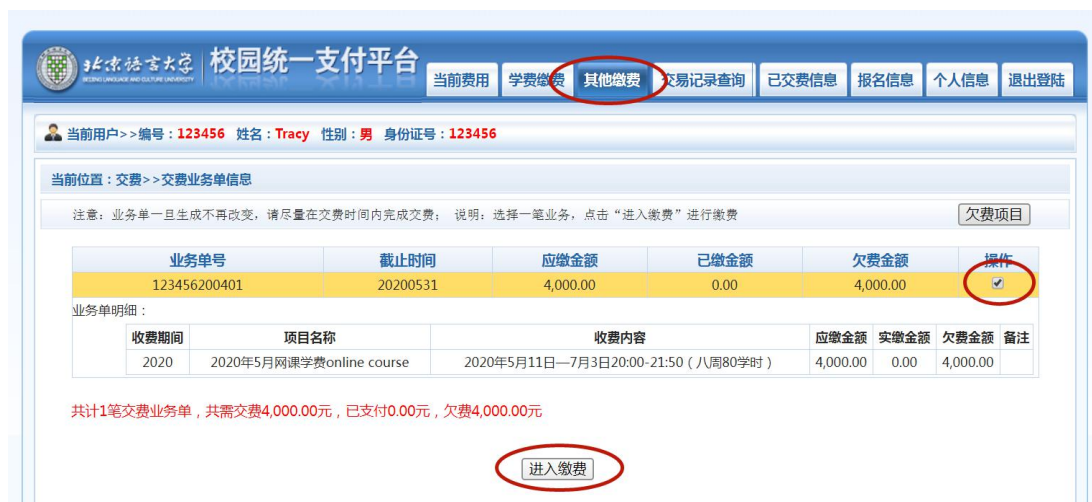 北京语言大学 校园统一支付平台
BEIJING LANGUAGE AND CULTURE UNIVERSITY
当前费用 学费缴费 其他缴费 交易记录查询 已交费信息 报名信息 个人信息 退出登陆
当前用户>>编号：123456 姓名：Tracy 性别：男 身份证号：123456
当前位置：交费>>交费业务单信息
注意：业务单一旦生成不再改变，请尽量在交费时间内完成交费； 说明：选择一笔业务，点击“进入缴费”进行缴费 欠费项目
业务单号 截止时间 应缴金额 已缴金额 欠费金额 操作
123456200401 20200531 4,000.00 0.00 4,000.00
业务单明细：
收费期间 项目名称 收费内容 应缴金额 实缴金额 欠费金额 备注
2020 2020年5月网课学费online course 2020年5月11日—7月3日20:00-21:50（八周80学时） 4,000.00 0.00 4,000.00
共计1笔交费业务单，共需交费4,000.00元，已支付0.00元，欠费4,000.00元
进入缴费